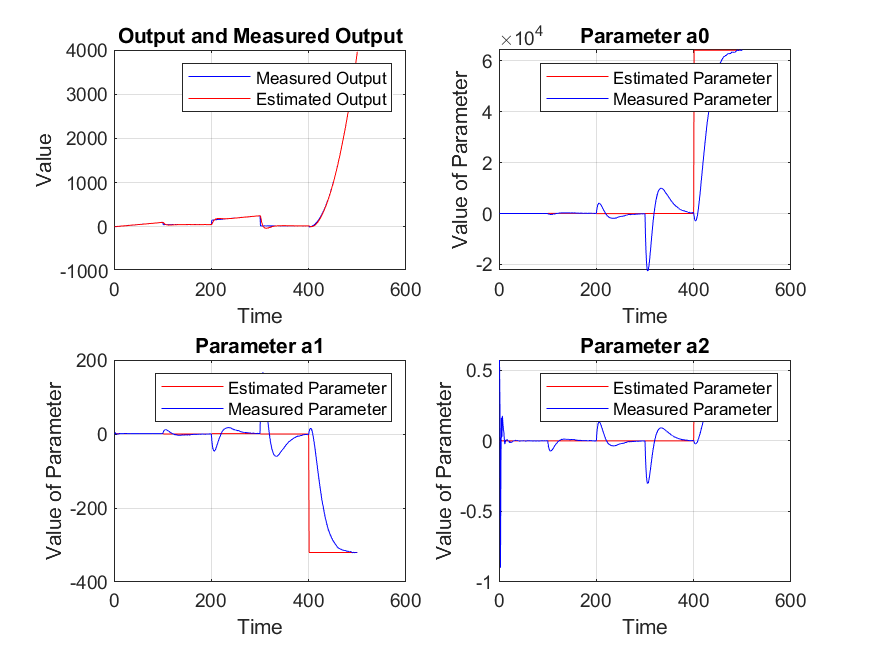 Output and Measured Output
4000
3000
2000
1000
0
-1000
Value
Measured Output
Estimated Output
0
200
400
600
Time
Parameter a0
×10⁴
6
4
2
0
-2
Value of Parameter
Estimated Parameter
Measured Parameter
0
200
400
600
Time
Parameter a1
200
0
-200
-400
Value of Parameter
Estimated Parameter
Measured Parameter
0
200
400
600
Time
Parameter a2
0.5
0
-0.5
-1
Value of Parameter
Estimated Parameter
Measured Parameter
0
200
400
600
Time